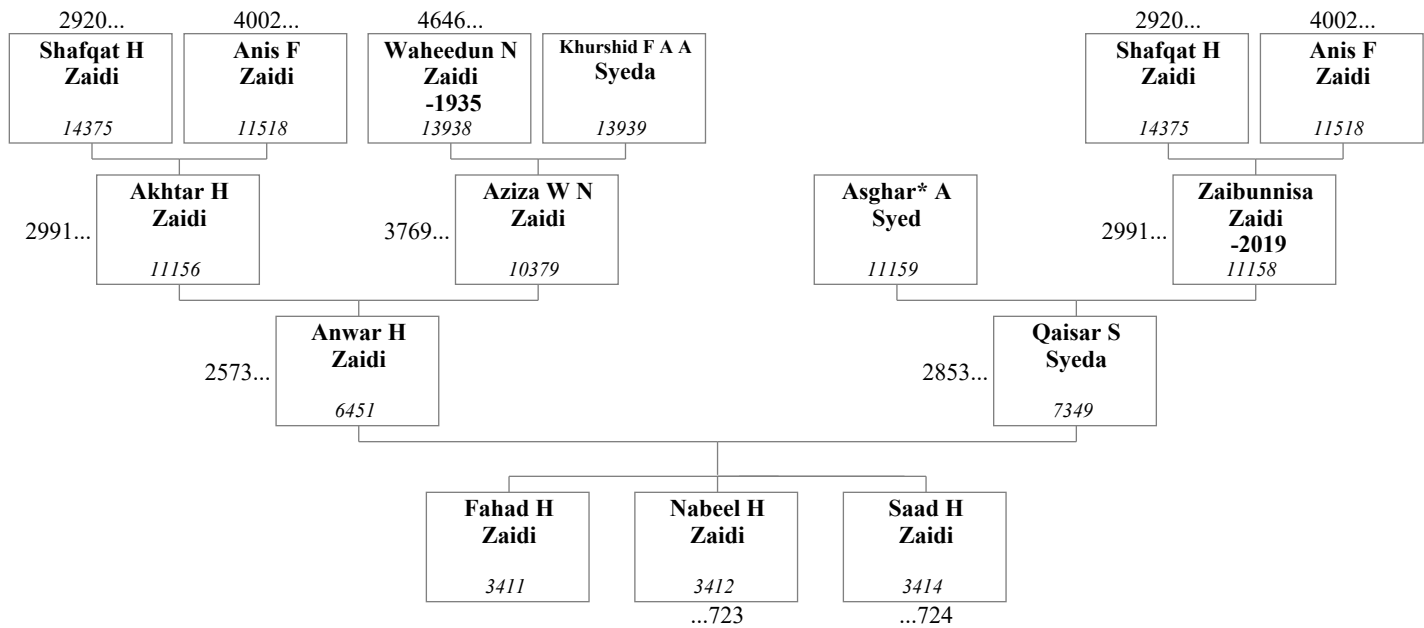 2920...
4002...
4646...
2920...
4002...
Shafqat H
Zaidi
14375
Anis F
Zaidi
11518
Waheedun N
Zaidi
-1935
13938
Khurshid F A A
Syeda
13939
Shafqat H
Zaidi
14375
Anis F
Zaidi
11518
2991...
Akhtar H
Zaidi
11156
3769...
Aziza W N
Zaidi
10379
Asghar* A
Syed
11159
2991...
Zaibunnisa
Zaidi
-2019
11158
2573...
Anwar H
Zaidi
6451
2853...
Qaisar S
Syeda
7349
Fahad H
Zaidi
3411
Nabeel H
Zaidi
3412
...723
Saad H
Zaidi
3414
...724